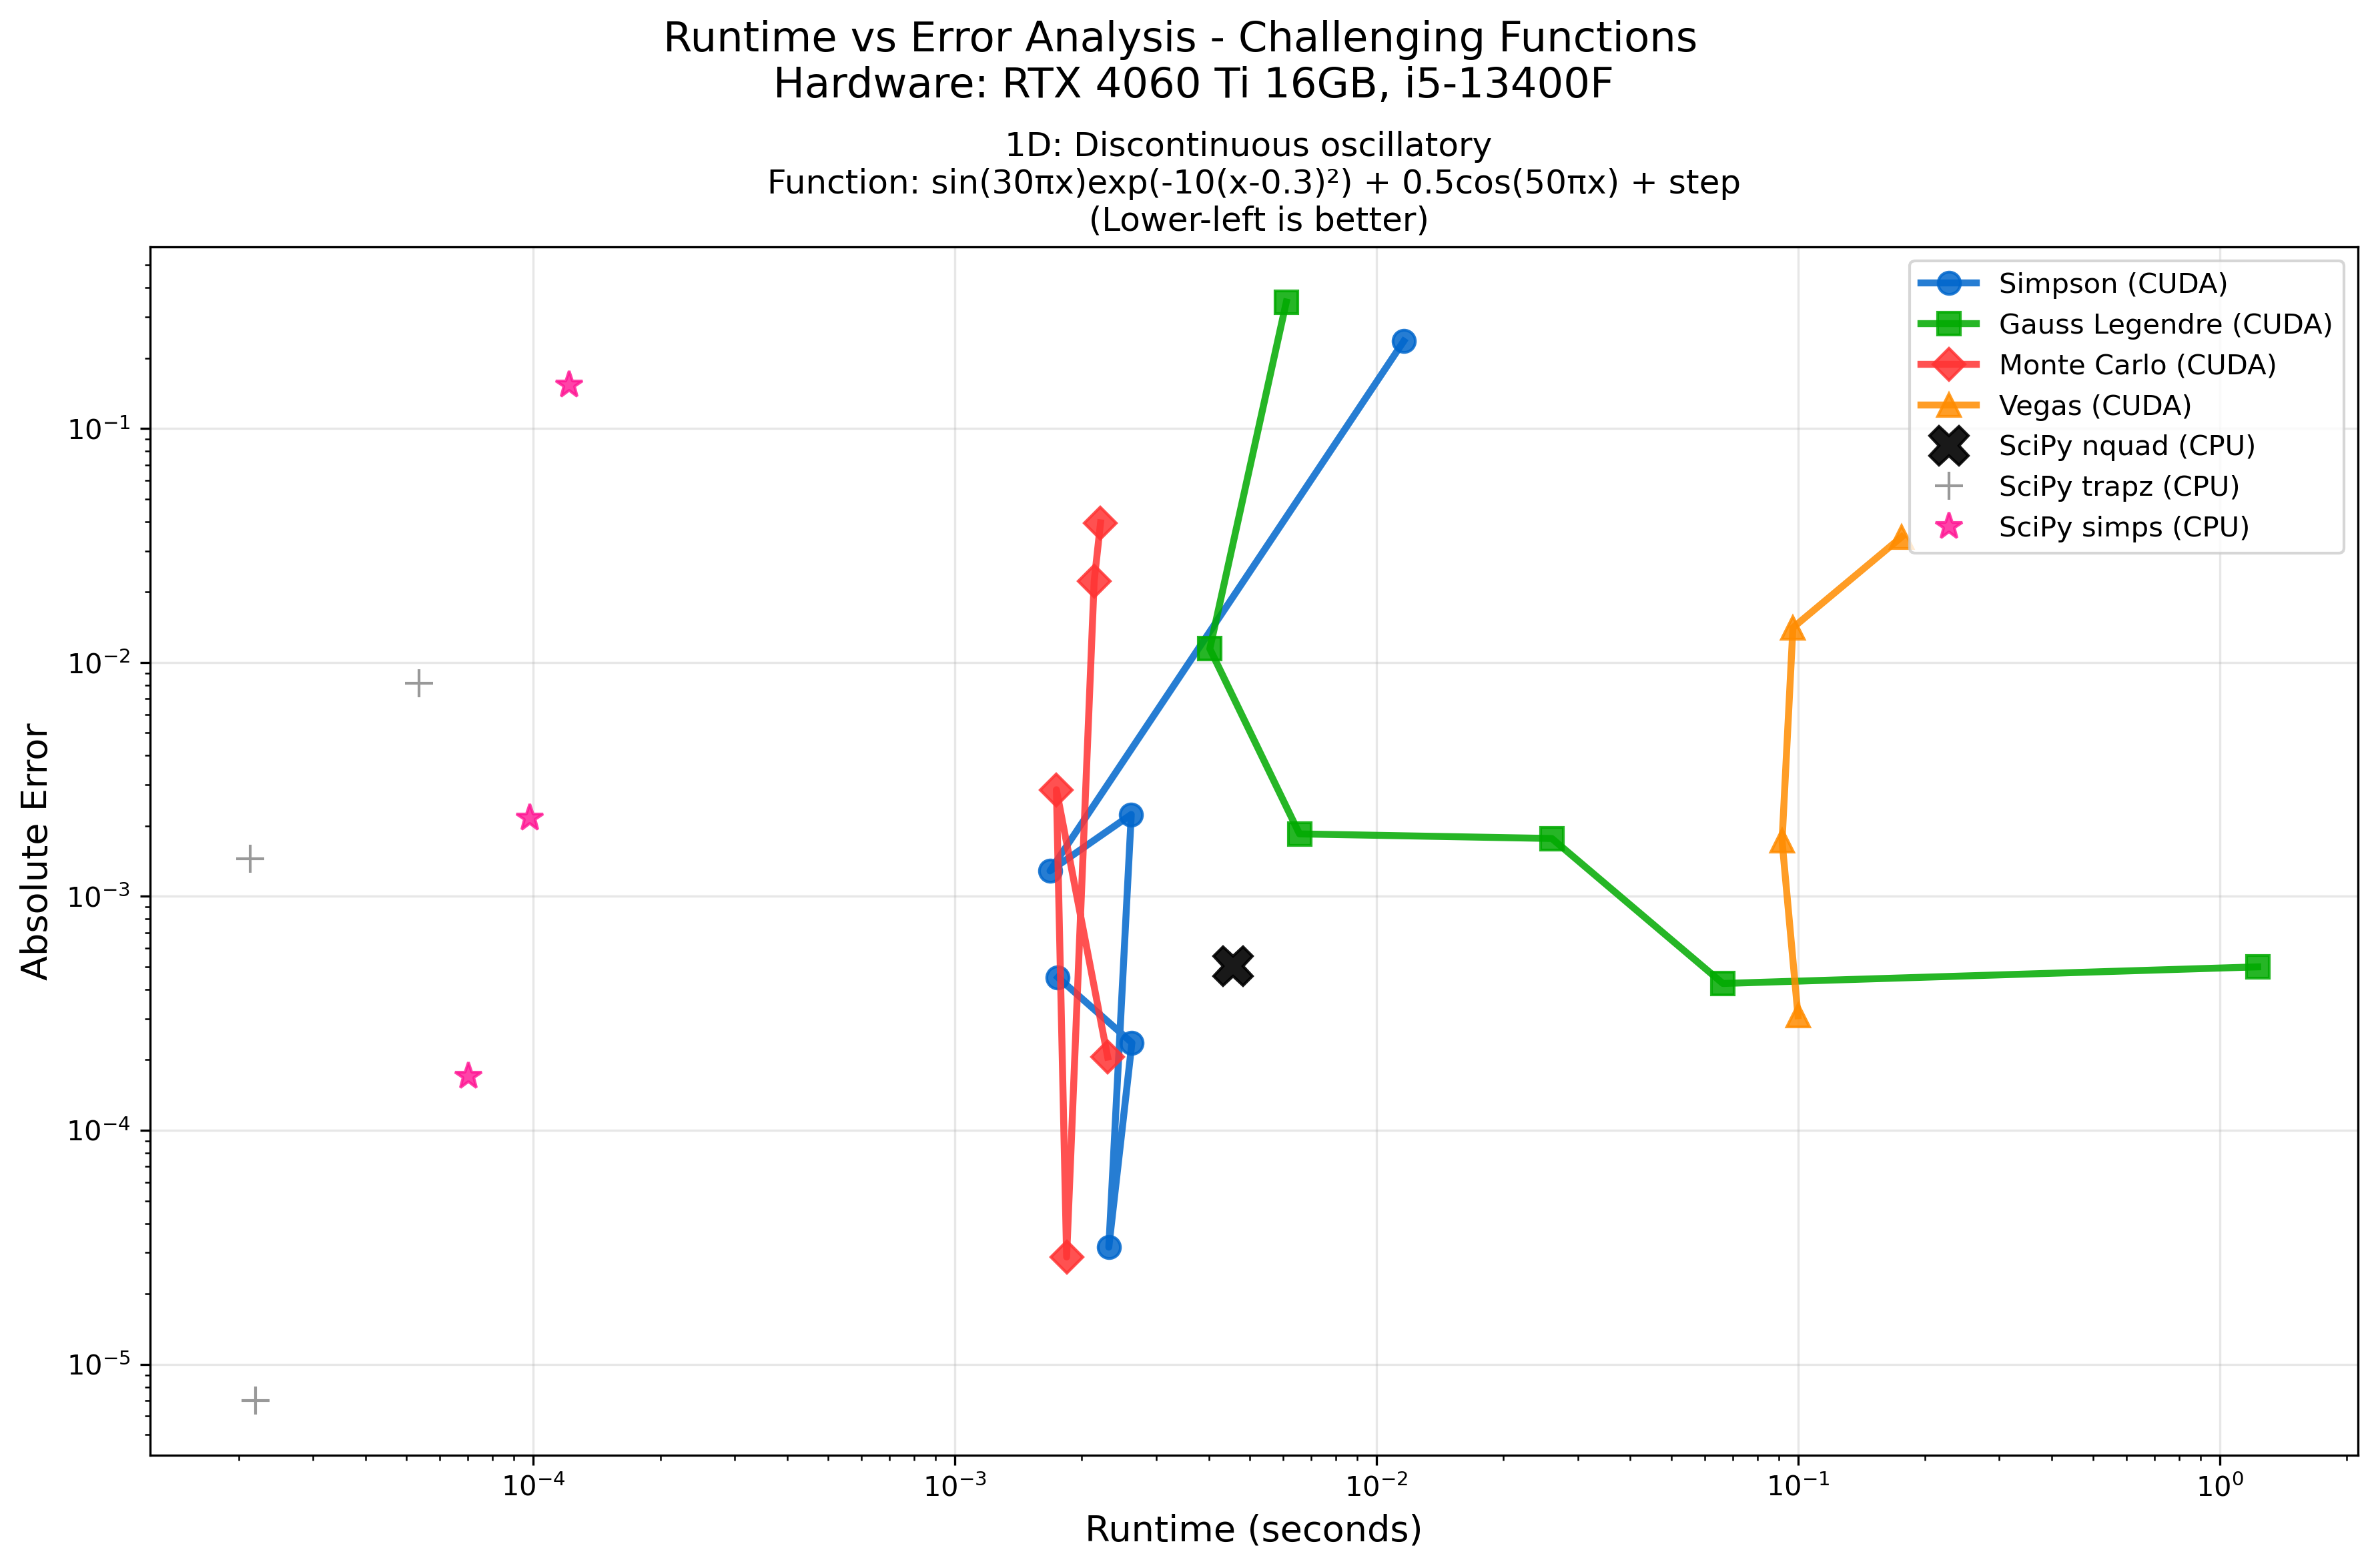 Runtime vs Error Analysis - Challenging Functions
Hardware: RTX 4060 Ti 16GB, i5-13400F
1D: Discontinuous oscillatory
Function: sin(30πx)exp(-10(x-0.3)²) + 0.5cos(50πx) + step
(Lower-left is better)
Simpson (CUDA)
Gauss Legendre (CUDA)
Monte Carlo (CUDA)
Vegas (CUDA)
SciPy nquad (CPU)
SciPy trapz (CPU)
SciPy simps (CPU)
Absolute Error
10⁻¹
10⁻²
10⁻³
10⁻⁴
10⁻⁵
10⁻⁴
10⁻³
10⁻²
10⁻¹
10⁰
Runtime (seconds)